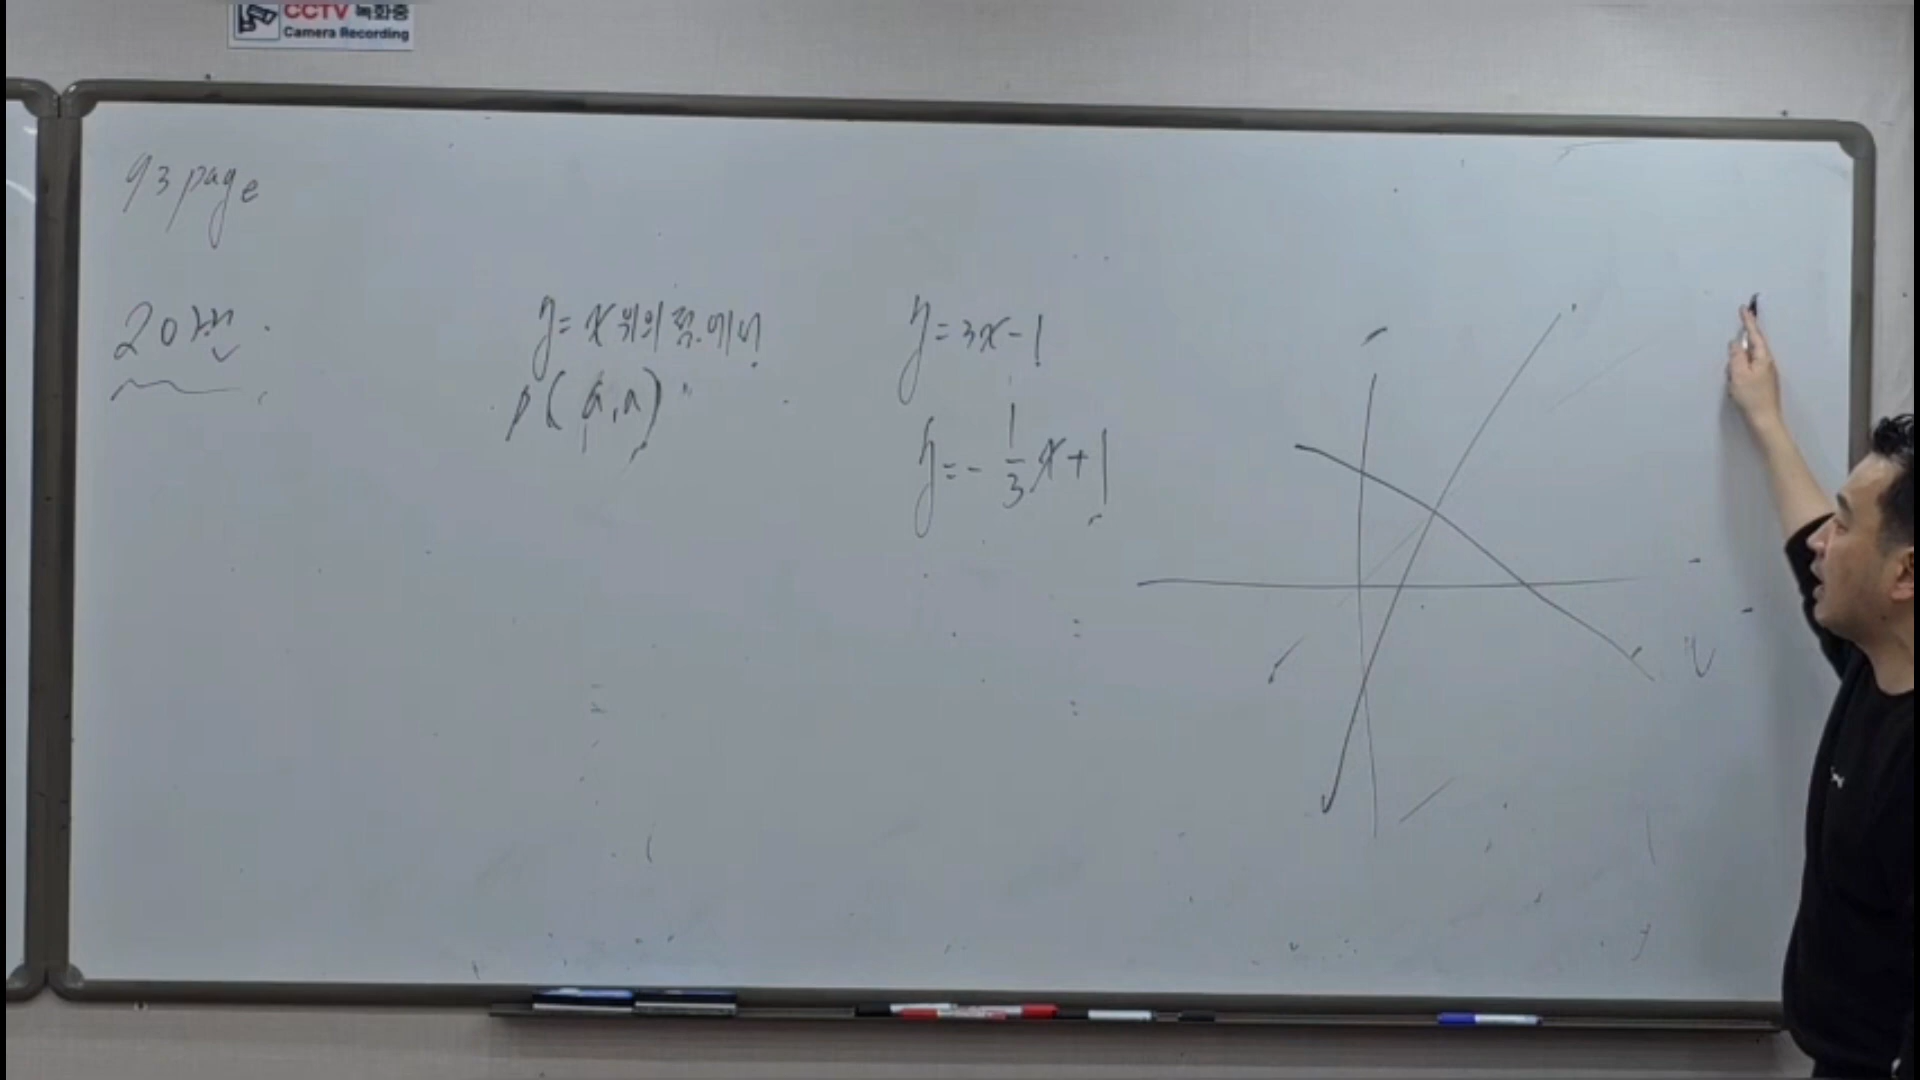 CCTV 녹화중
Camera Recording
93 page
20번.
y=x위의 점에서
P(a,a)
y=3x-1
y=-1/3x+1